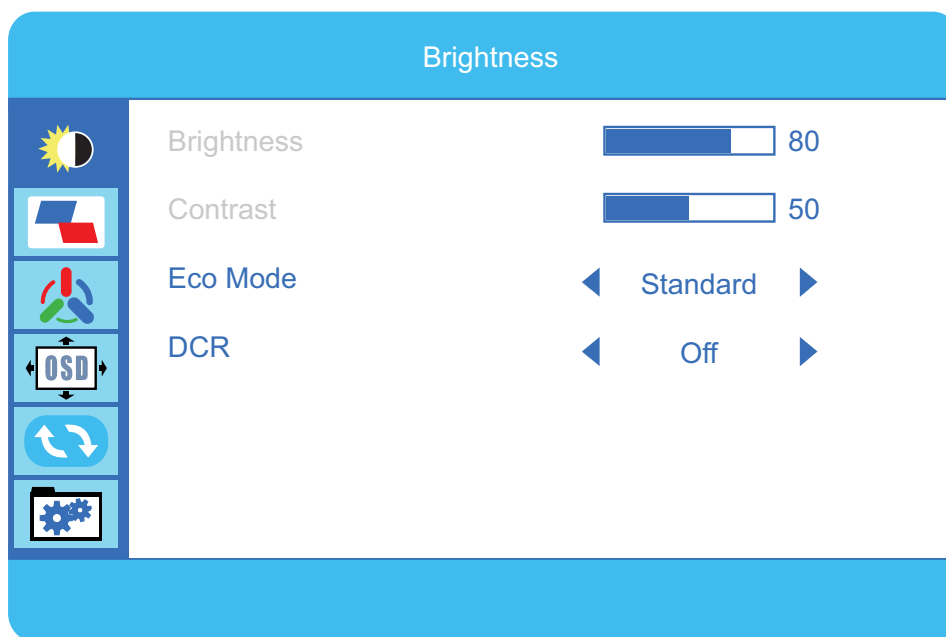 Brightness
Brightness 80
Contrast 50
Eco Mode Standard
DCR Off
OSD